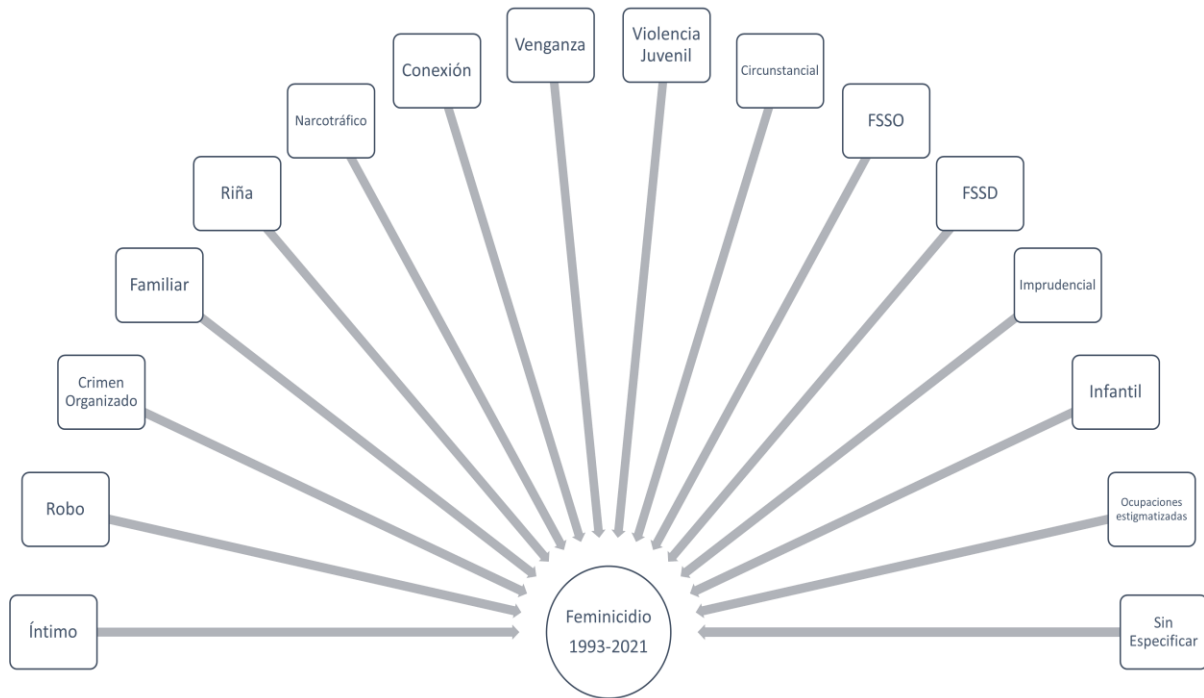 Íntimo
Robo
Crimen
Organizado
Familiar
Riña
Narcotráfico
Conexión
Venganza
Violencia
Juvenil
Circunstancial
FSSO
FSSD
Imprudencial
Infantil
Ocupaciones
estigmatizadas
Sin
Especificar
Feminicidio
1993-2021